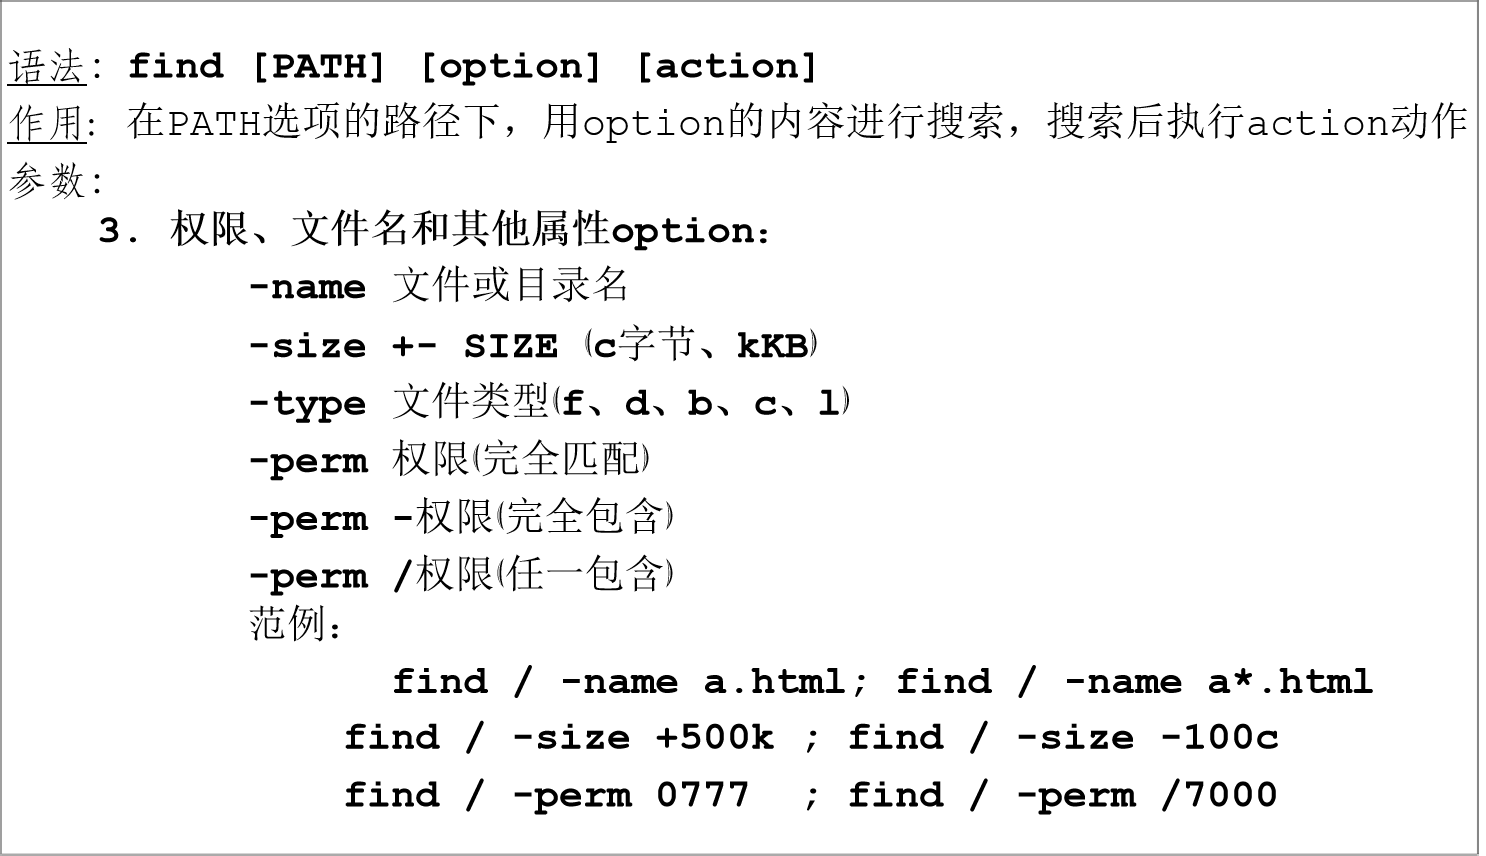 语法: find [PATH] [option] [action]
作用: 在PATH选项的路径下，用option的内容进行搜索，搜索后执行action动作
参数:
3. 权限、文件名和其他属性option：
-name 文件或目录名
-size +- SIZE (c字节、kKB)
-type 文件类型(f、d、b、c、l)
-perm 权限(完全匹配)
-perm -权限(完全包含)
-perm /权限(任一包含)
范例：
find / -name a.html; find / -name a*.html
find / -size +500k ; find / -size -100c
find / -perm 0777 ; find / -perm /7000